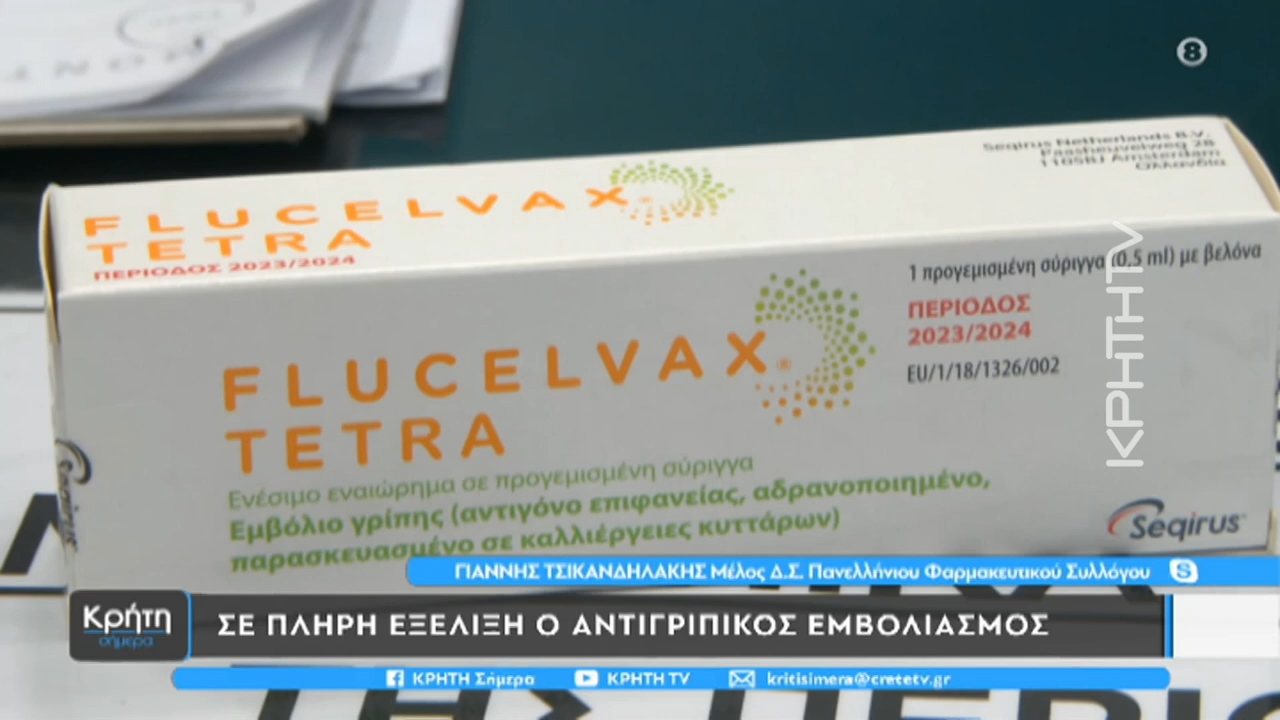 8
Seqirus Netherlands B.V.
Paasheuvelweg 28
1105BJ Amsterdam
Ολλανδία
FLUCELVAX®
TETRA
ΠΕΡΙΟΔΟΣ 2023/2024
1 προγεμισμένη σύριγγα (0.5 ml) με βελόνα
ΠΕΡΙΟΔΟΣ
2023/2024
EU/1/18/1326/002
FLUCELVAX®
TETRA
Ενέσιμο εναιώρημα σε προγεμισμένη σύριγγα
Εμβόλιο γρίπης (αντιγόνο επιφανείας, αδρανοποιημένο,
παρασκευασμένο σε καλλιέργειες κυττάρων)
Seqirus
Seqirus
ΚΡΗΤΗTV
ΓΙΑΝΝΗΣ ΤΣΙΚΑΝΔΗΛΑΚΗΣ Μέλος Δ.Σ. Πανελλήνιου Φαρμακευτικού Συλλόγου
Κρήτη
σήμερα
ΣΕ ΠΛΗΡΗ ΕΞΕΛΙΞΗ Ο ΑΝΤΙΓΡΙΠΙΚΟΣ ΕΜΒΟΛΙΑΣΜΟΣ
ΚΡΗΤΗ Σήμερα
ΚΡΗΤΗ TV
kritisimera@cretetv.gr